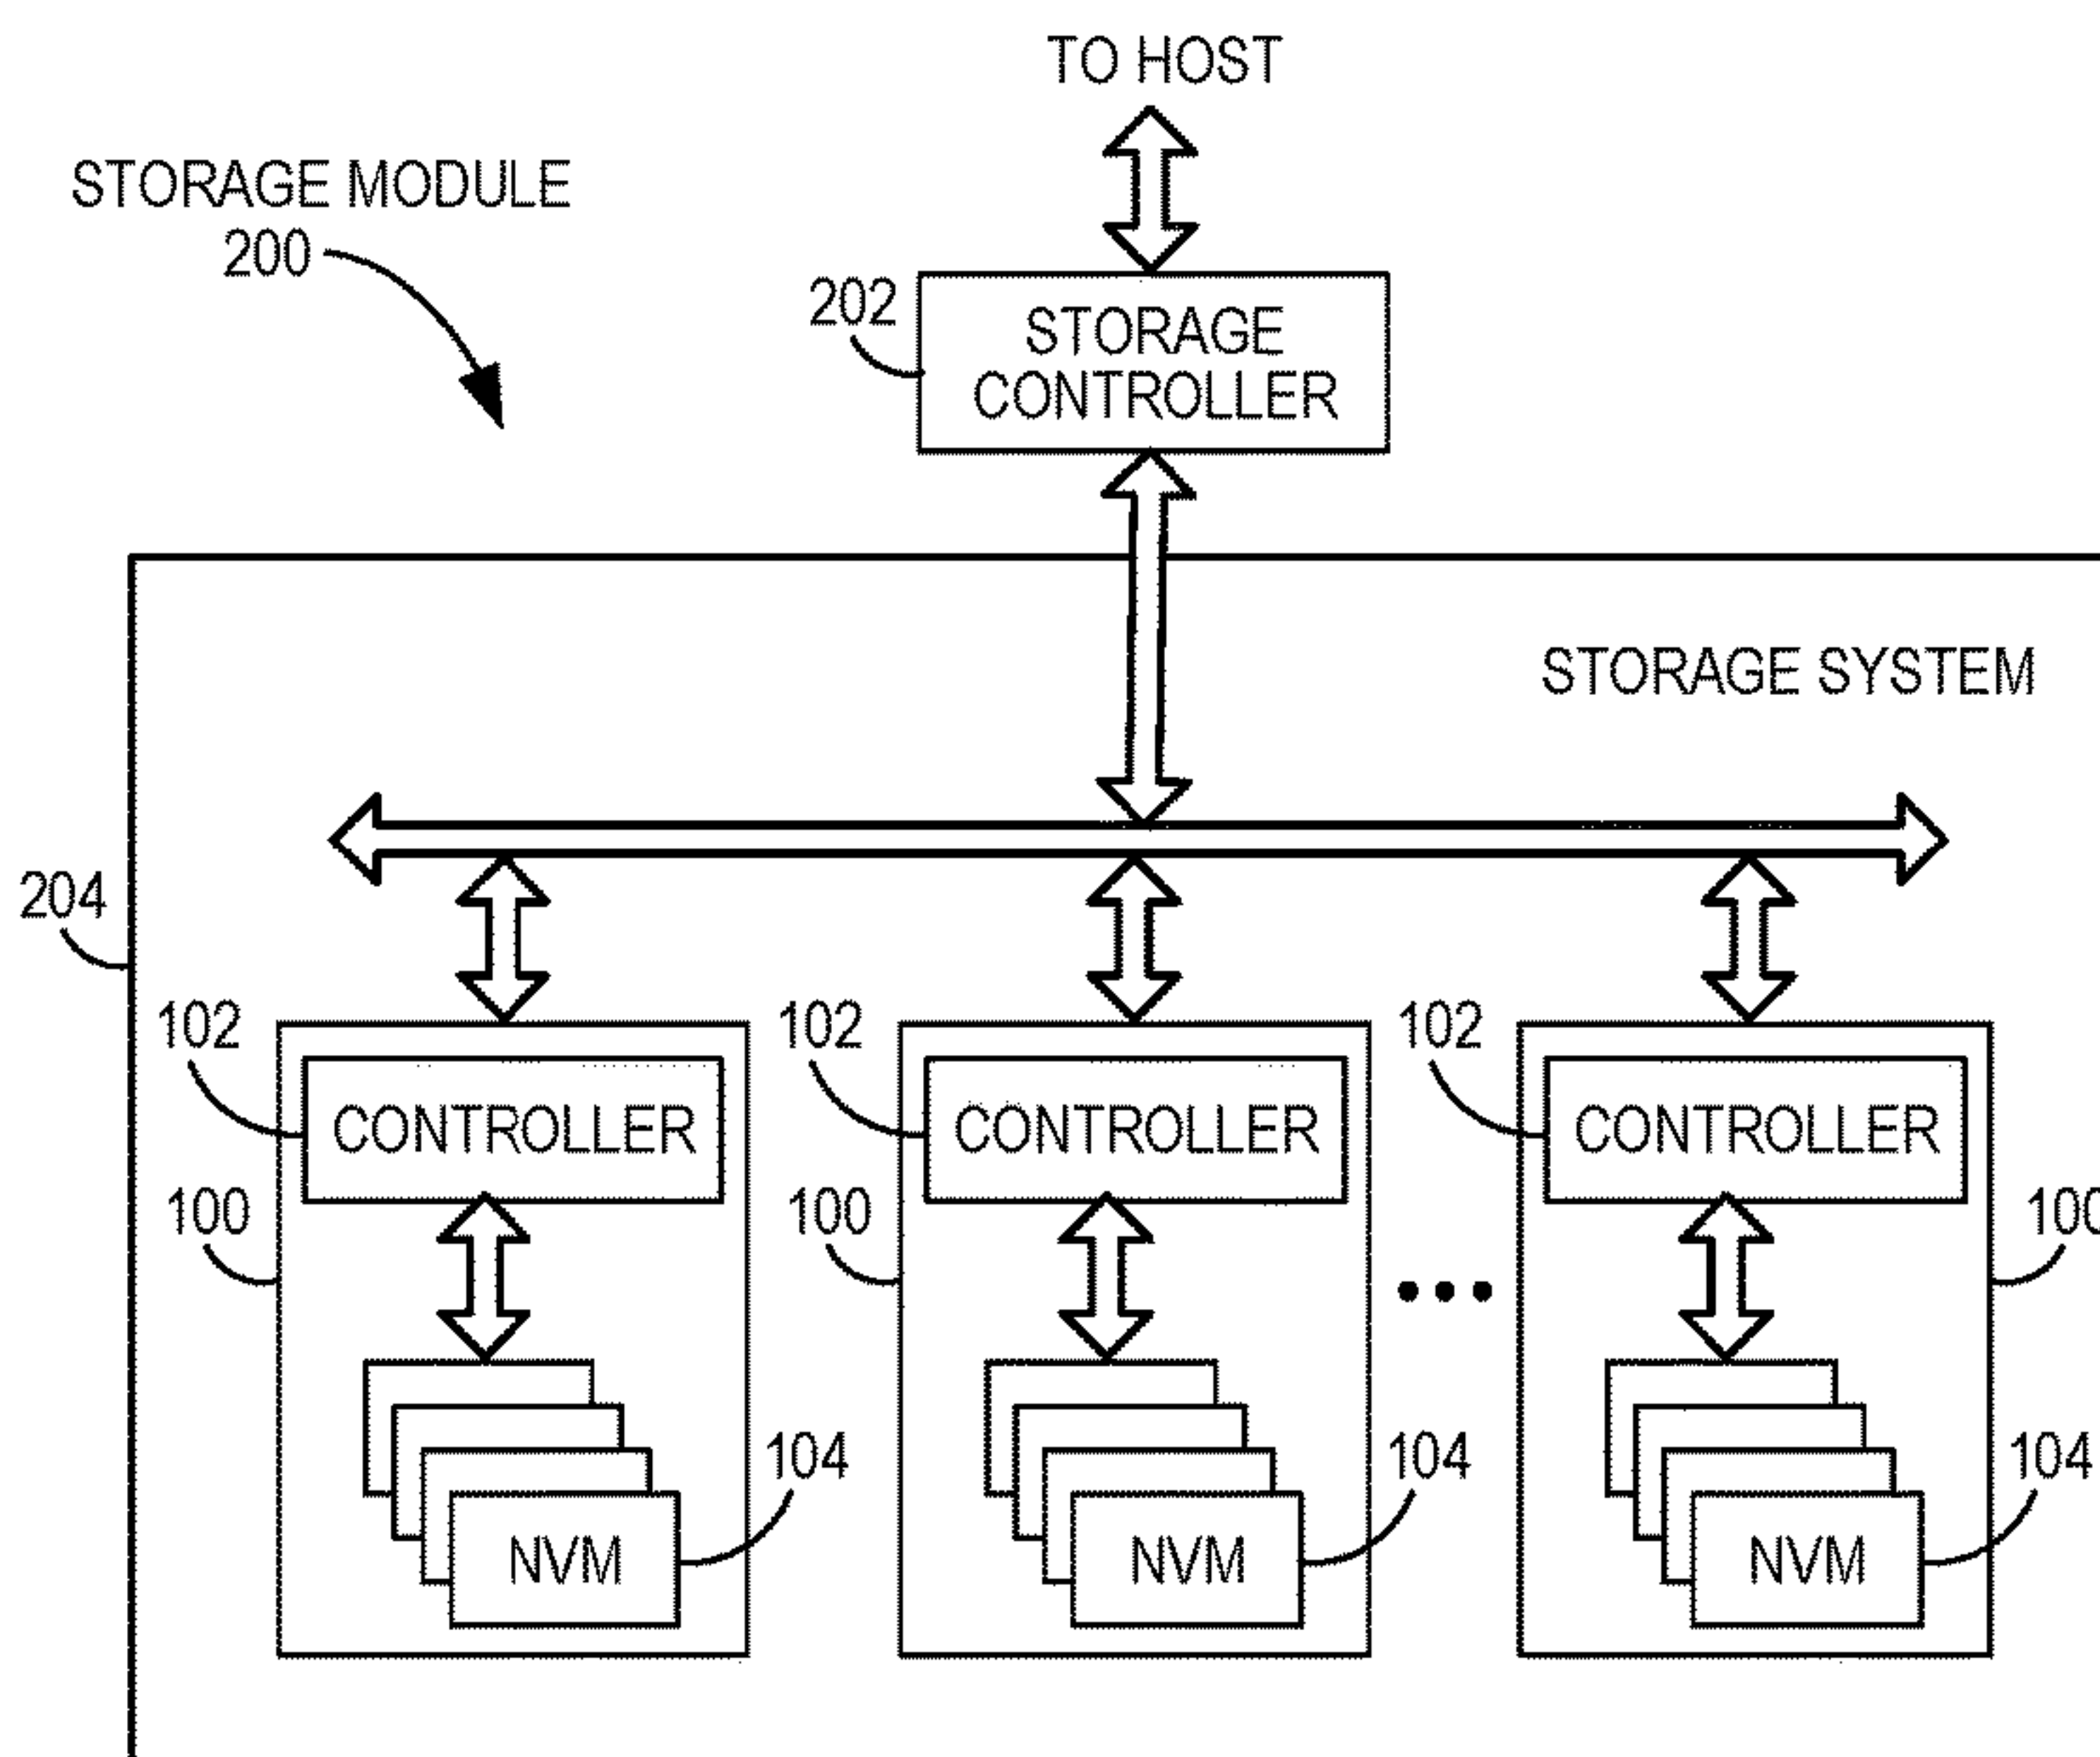 TO HOST
STORAGE MODULE
200
202
STORAGE
CONTROLLER
STORAGE SYSTEM
204
102
102
102
CONTROLLER
CONTROLLER
CONTROLLER
100
100
100
104
104
104
NVM
NVM
NVM